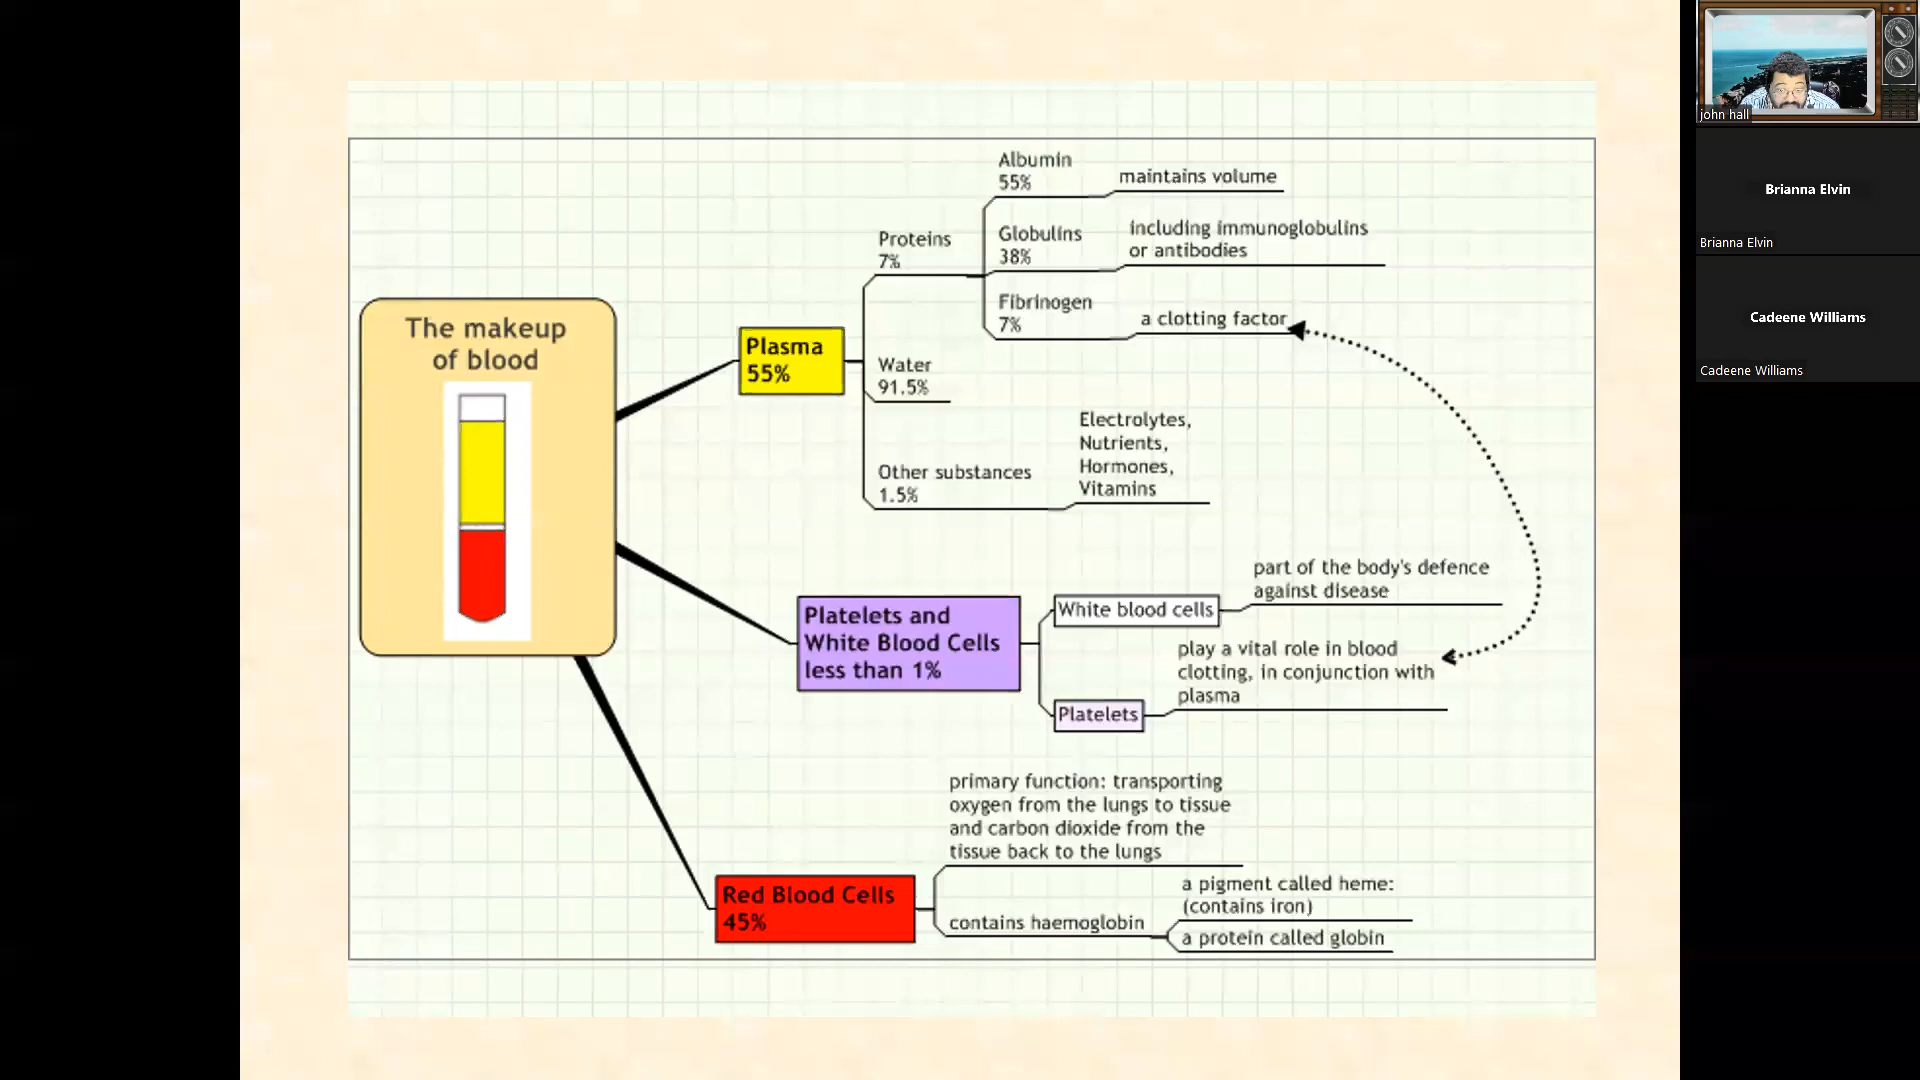 The makeup
of blood
Plasma
55%
Proteins
7%
Albumin
55%
maintains volume
Globulins
38%
including immunoglobulins
or antibodies
Fibrinogen
7%
a clotting factor
Water
91.5%
Other substances
1.5%
Electrolytes,
Nutrients,
Hormones,
Vitamins
Platelets and
White Blood Cells
less than 1%
White blood cells
part of the body's defence
against disease
Platelets
play a vital role in blood
clotting, in conjunction with
plasma
Red Blood Cells
45%
primary function: transporting
oxygen from the lungs to tissue
and carbon dioxide from the
tissue back to the lungs
contains haemoglobin
a pigment called heme:
(contains iron)
a protein called globin
john hall
Brianna Elvin
Brianna Elvin
Cadeene Williams
Cadeene Williams